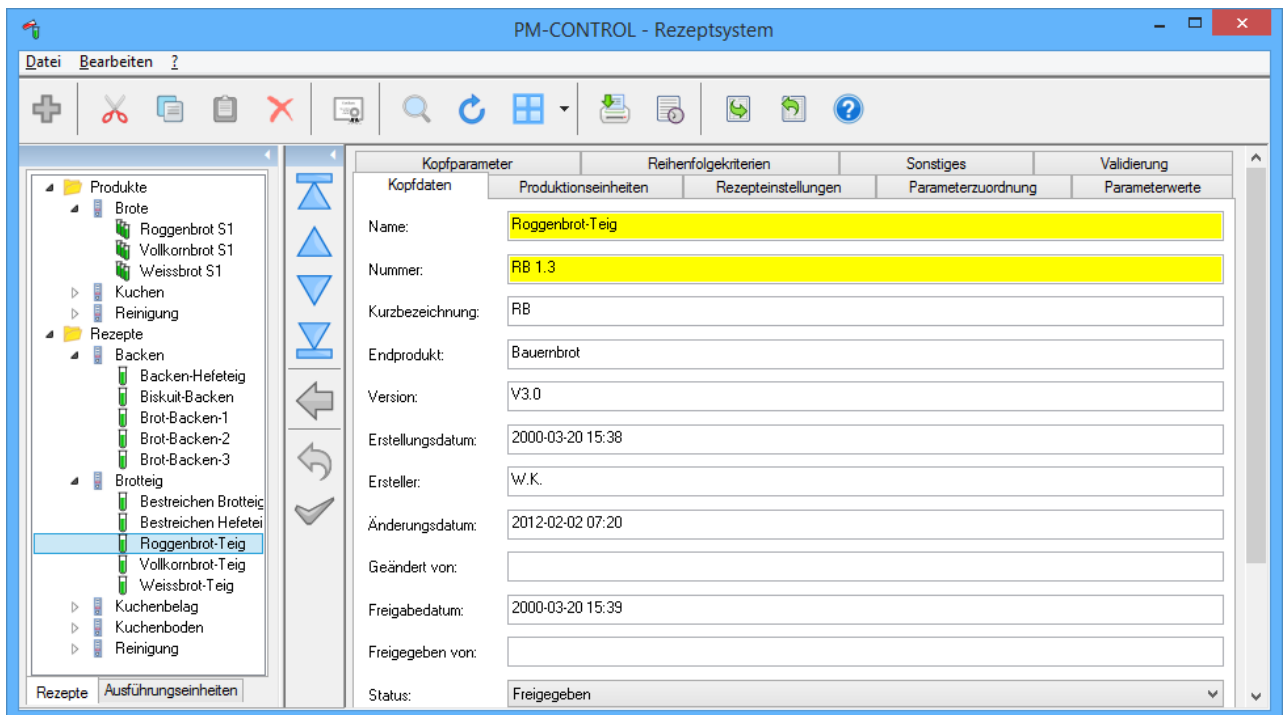 PM-CONTROL - Rezeptsystem
Datei Bearbeiten ?
Produkte
Brote
Roggenbrot S1
Vollkornbrot S1
Weissbrot S1
Kuchen
Reinigung
Rezepte
Backen
Backen-Hefeteig
Biskuit-Backen
Brot-Backen-1
Brot-Backen-2
Brot-Backen-3
Brotteig
Bestreichen Brotteig
Bestreichen Hefetei
Roggenbrot-Teig
Vollkornbrot-Teig
Weissbrot-Teig
Kuchenbelag
Kuchenboden
Reinigung
Rezepte Ausführungseinheiten
Kopfparameter Reihenfolgekriterien Sonstiges Validierung
Kopfdaten Produktionseinheiten Rezepteinstellungen Parameterzuordnung Parameterwerte
Name: Roggenbrot-Teig
Nummer: RB 1.3
Kurzbezeichnung: RB
Endprodukt: Bauernbrot
Version: V3.0
Erstellungsdatum: 2000-03-20 15:38
Ersteller: W.K.
Änderungsdatum: 2012-02-02 07:20
Geändert von:
Freigabedatum: 2000-03-20 15:39
Freigegeben von:
Status: Freigegeben